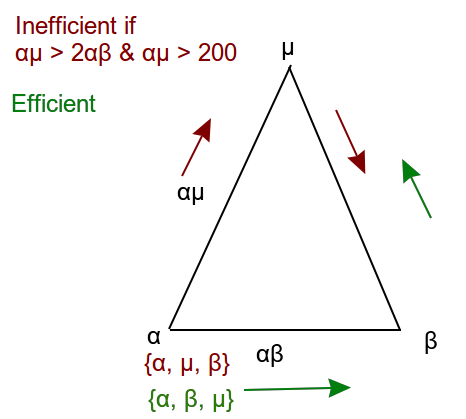 Inefficient if
αμ > 2αβ & αμ > 200
μ
Efficient
αμ
α
β
αβ
{α, μ, β}
{α, β, μ}